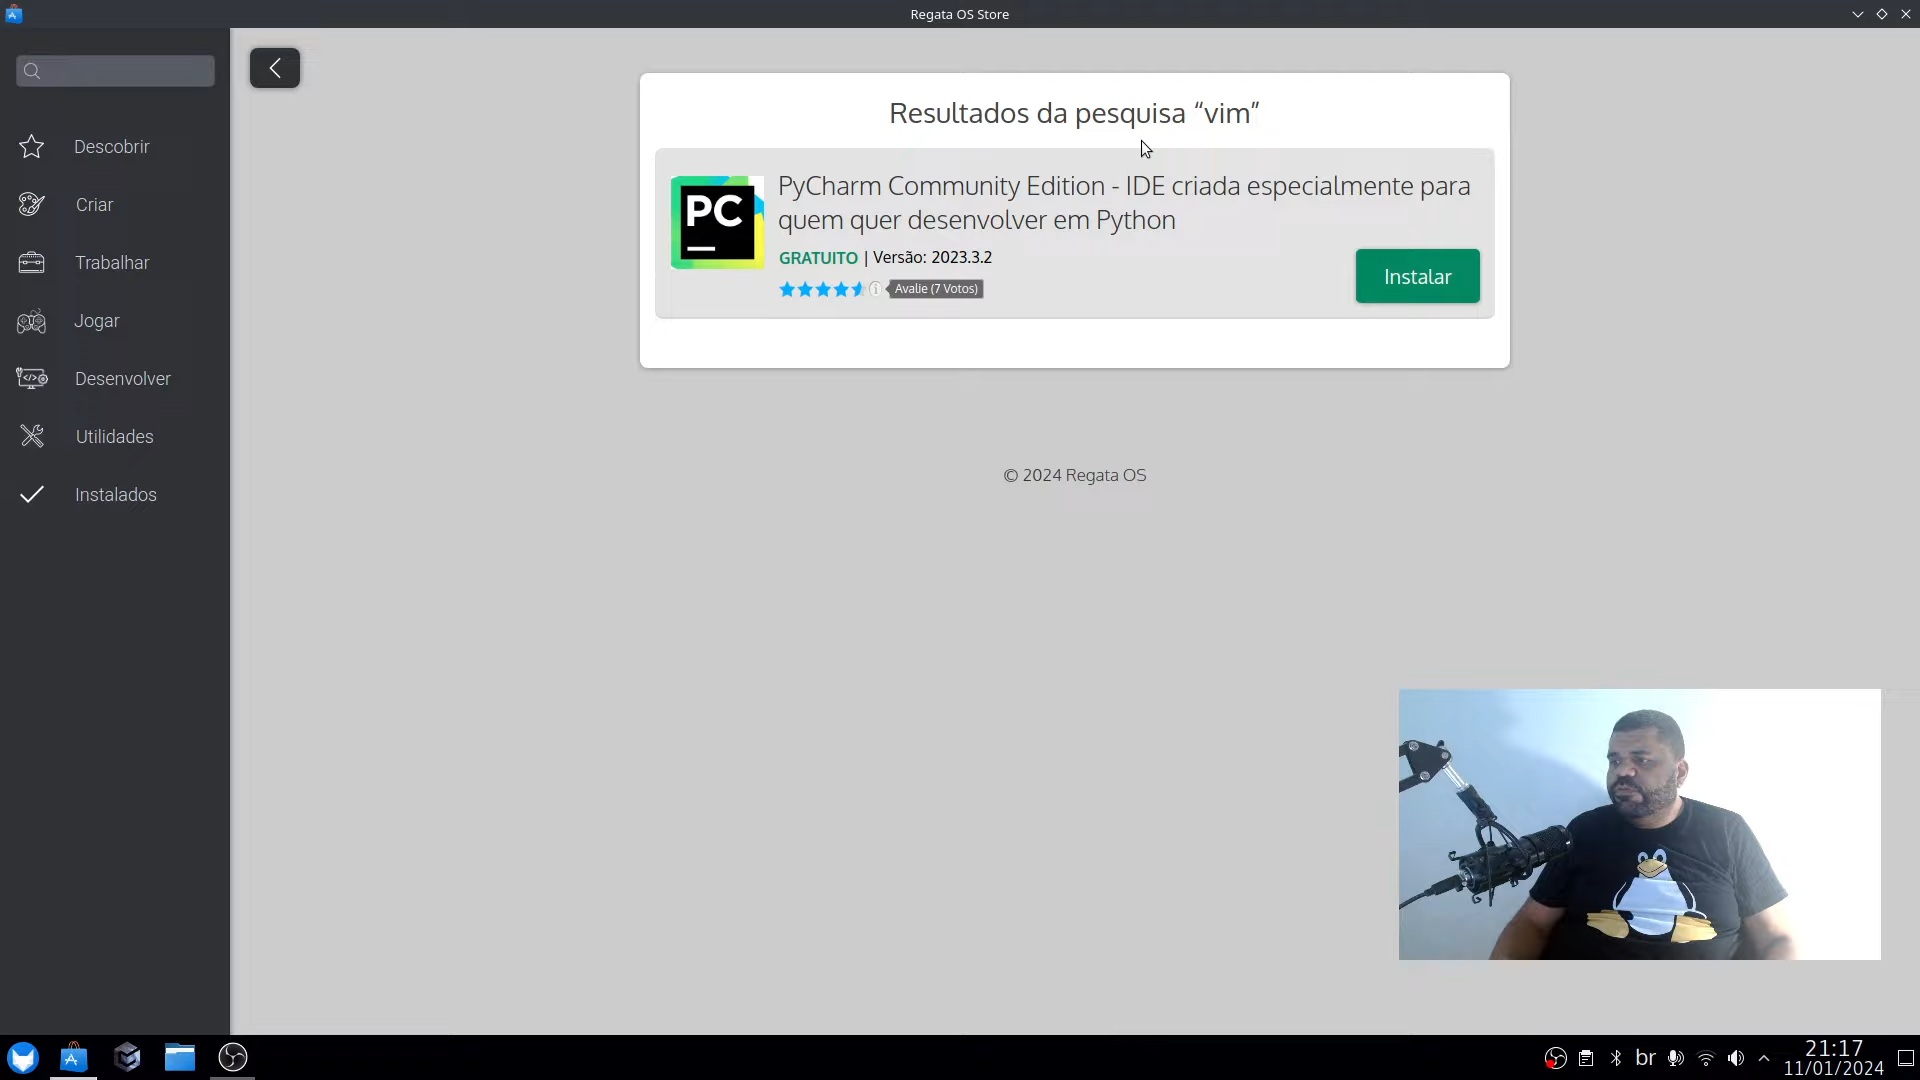 Regata OS Store
Descobrir
Criar
Trabalhar
Jogar
Desenvolver
Utilidades
Instalados
Resultados da pesquisa “vim”
PC
PyCharm Community Edition - IDE criada especialmente para
quem quer desenvolver em Python
GRATUITO | Versão: 2023.3.2
Avalie (7 Votos)
Instalar
© 2024 Regata OS
br
21:17
11/01/2024